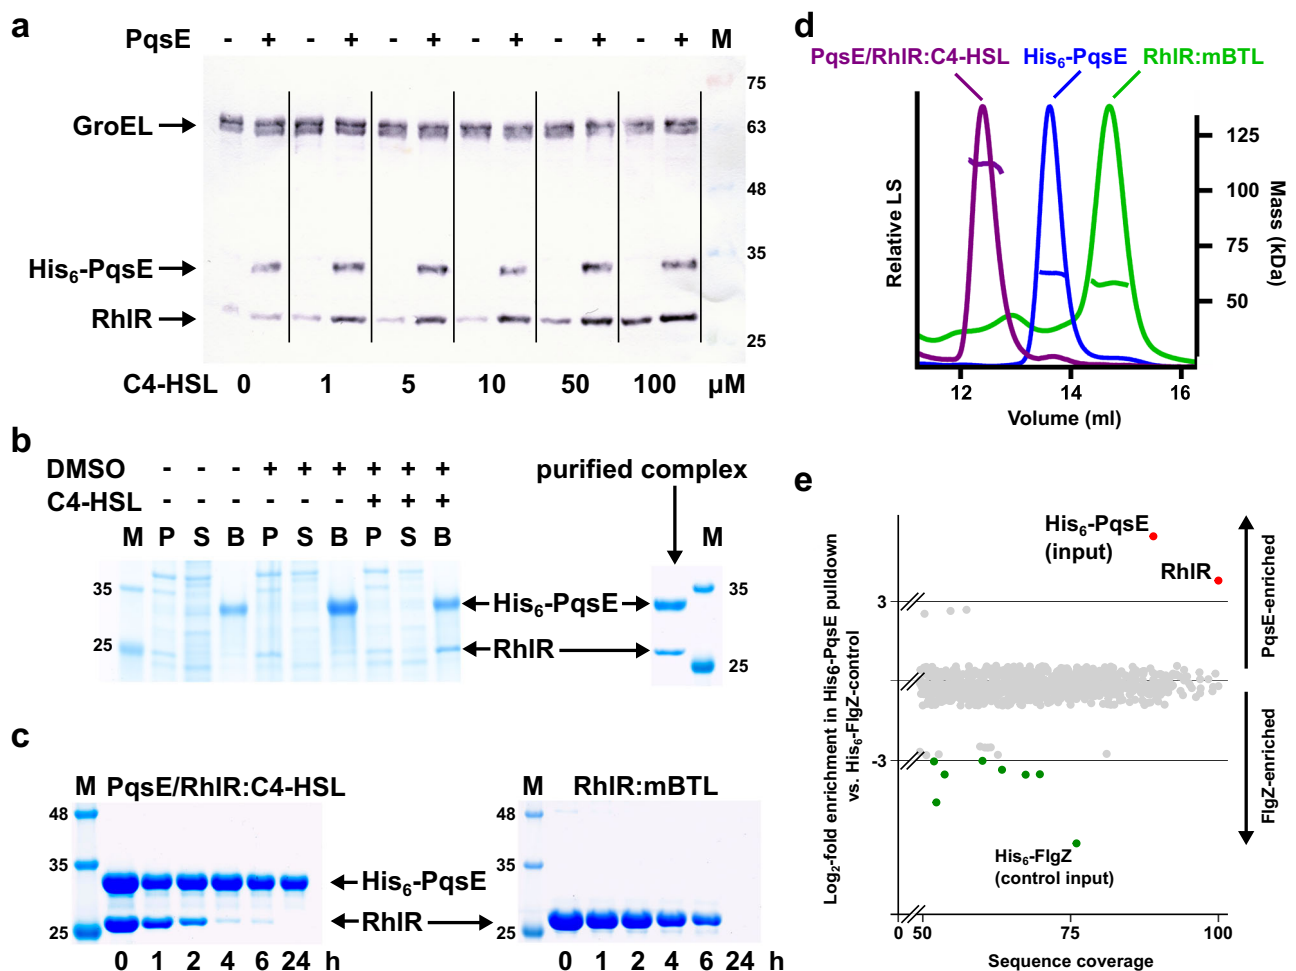 a
PqsE - + - + - + - + - + - + M
75
GroEL
63
48
35
His6-PqsE
RhlR
25
C4-HSL 0 1 5 10 50 100 µM
b
DMSO - - - + + + + + +
C4-HSL - - - - - - + + +
purified complex
M P S B P S B P S B M
35
35
His6-PqsE
25
RhlR
25
c
M PqsE/RhlR:C4-HSL
48
35
His6-PqsE
RhlR
25
0 1 2 4 6 24 h
M RhlR:mBTL
48
35
25
0 1 2 4 6 24 h
d
PqsE/RhlR:C4-HSL His6-PqsE RhlR:mBTL
Relative LS
125
100
75
50
Mass (kDa)
12 14 16
Volume (ml)
e
Log2-fold enrichment in His6-PqsE pulldown
vs. His6-FlgZ-control
His6-PqsE
(input)
RhlR
3
-3
PqsE-enriched
FlgZ-enriched
His6-FlgZ
(control input)
0 50 75 100
Sequence coverage